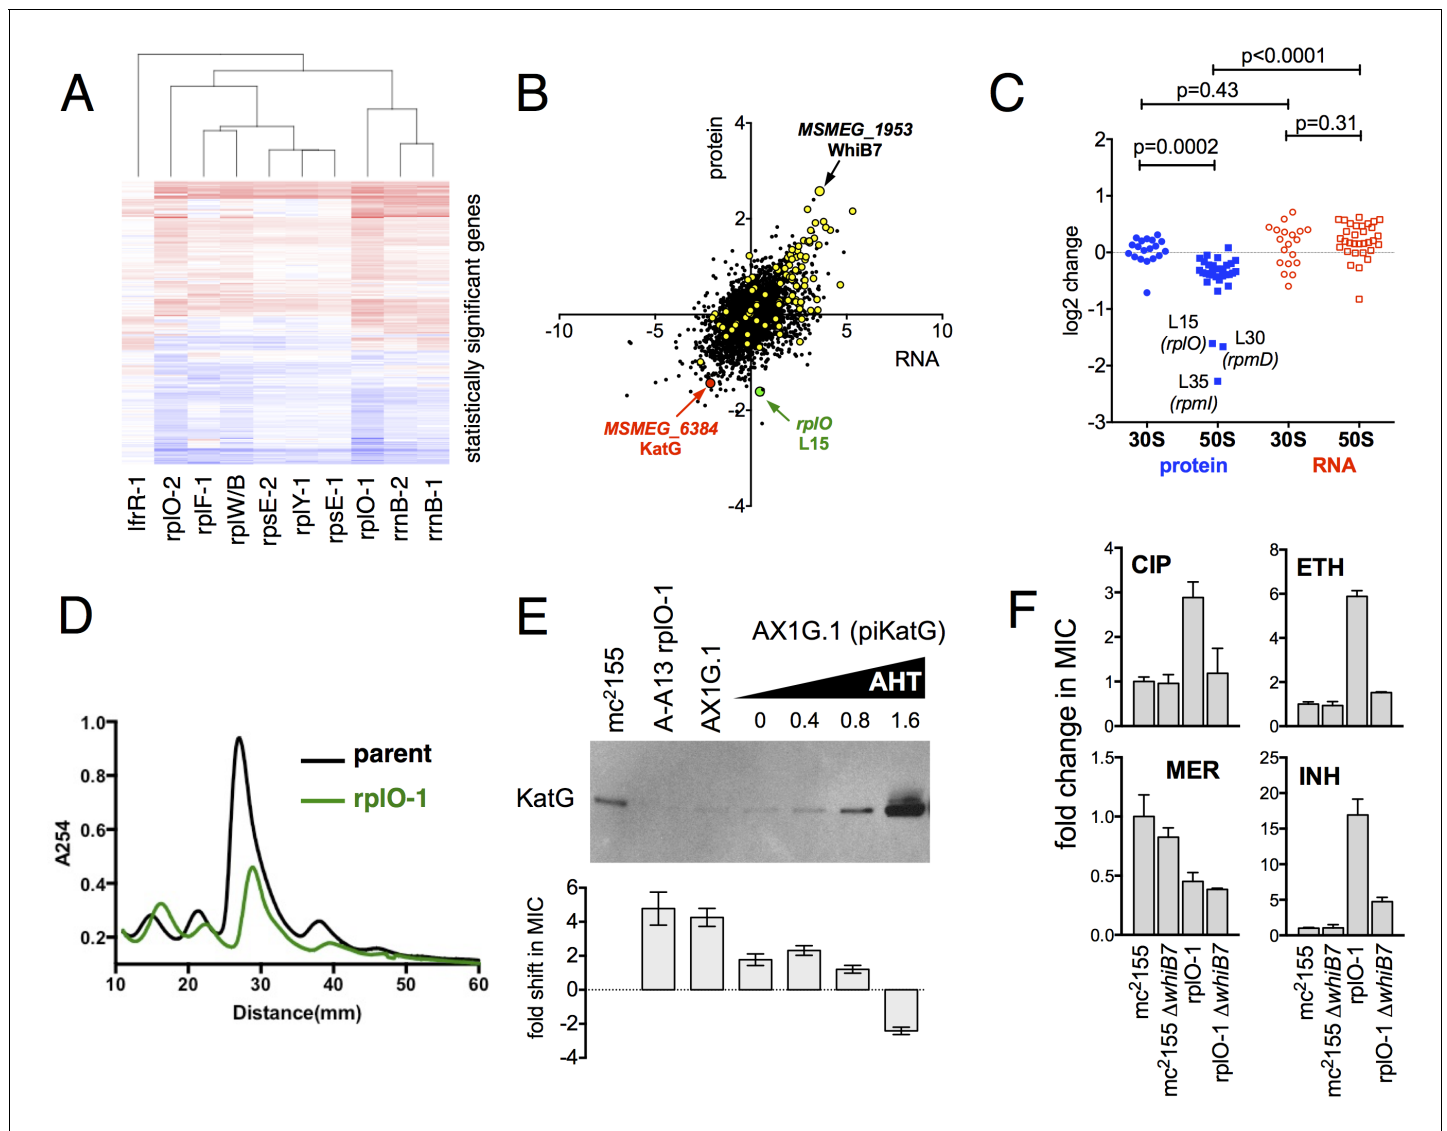 A
statistically significant genes
lfrR-1
rplO-2
rplF-1
rplW/B
rpsE-2
rplY-1
rpsE-1
rplO-1
rrnB-2
rrnB-1
B
protein
4
2
-2
-4
-10
-5
5
10
RNA
MSMEG_1953
WhiB7
MSMEG_6384
KatG
rplO
L15
C
p<0.0001
p=0.43
p=0.31
p=0.0002
log2 change
2
1
0
-1
-2
-3
L15
(rplO)
L30
(rpmD)
L35
(rpmI)
30S
50S
30S
50S
protein
RNA
D
A254
1.0
0.8
0.6
0.4
0.2
parent
rplO-1
10
20
30
40
50
60
Distance(mm)
E
mc²155
A-A13 rplO-1
AX1G.1
AX1G.1 (piKatG)
AHT
0
0.4
0.8
1.6
KatG
fold shift in MIC
6
4
2
0
-2
-4
F
fold change in MIC
CIP
4
3
2
1
0
ETH
8
6
4
2
0
MER
1.5
1.0
0.5
0.0
INH
25
20
15
10
5
0
mc²155
mc²155 ΔwhiB7
rplO-1
rplO-1 ΔwhiB7
mc²155
mc²155 ΔwhiB7
rplO-1
rplO-1 ΔwhiB7